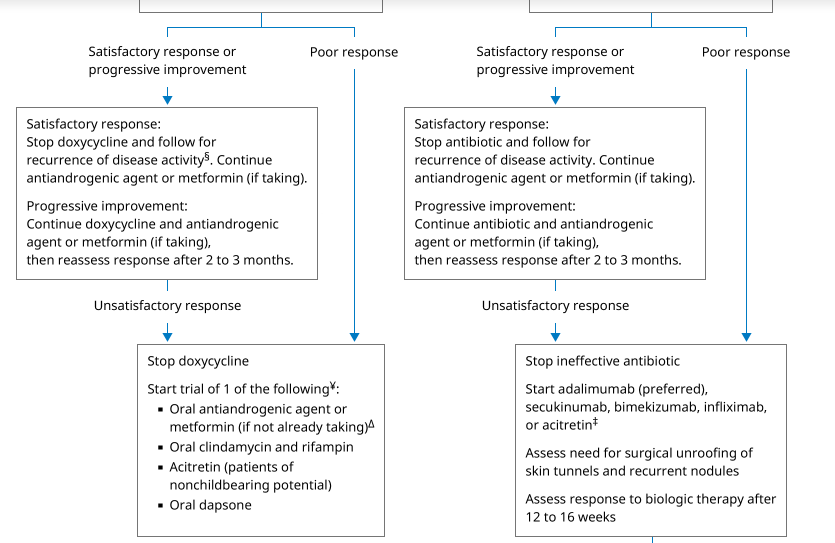 Satisfactory response or
progressive improvement
Poor response
Satisfactory response:
Stop doxycycline and follow for
recurrence of disease activity§. Continue
antiandrogenic agent or metformin (if taking).
Progressive improvement:
Continue doxycycline and antiandrogenic
agent or metformin (if taking),
then reassess response after 2 to 3 months.
Unsatisfactory response
Stop doxycycline
Start trial of 1 of the following¥:
▪ Oral antiandrogenic agent or
metformin (if not already taking)Δ
▪ Oral clindamycin and rifampin
▪ Acitretin (patients of
nonchildbearing potential)
▪ Oral dapsone
Satisfactory response or
progressive improvement
Poor response
Satisfactory response:
Stop antibiotic and follow for
recurrence of disease activity. Continue
antiandrogenic agent or metformin (if taking).
Progressive improvement:
Continue antibiotic and antiandrogenic
agent or metformin (if taking),
then reassess response after 2 to 3 months.
Unsatisfactory response
Stop ineffective antibiotic
Start adalimumab (preferred),
secukinumab, bimekizumab, infliximab,
or acitretin‡
Assess need for surgical unroofing of
skin tunnels and recurrent nodules
Assess response to biologic therapy after
12 to 16 weeks